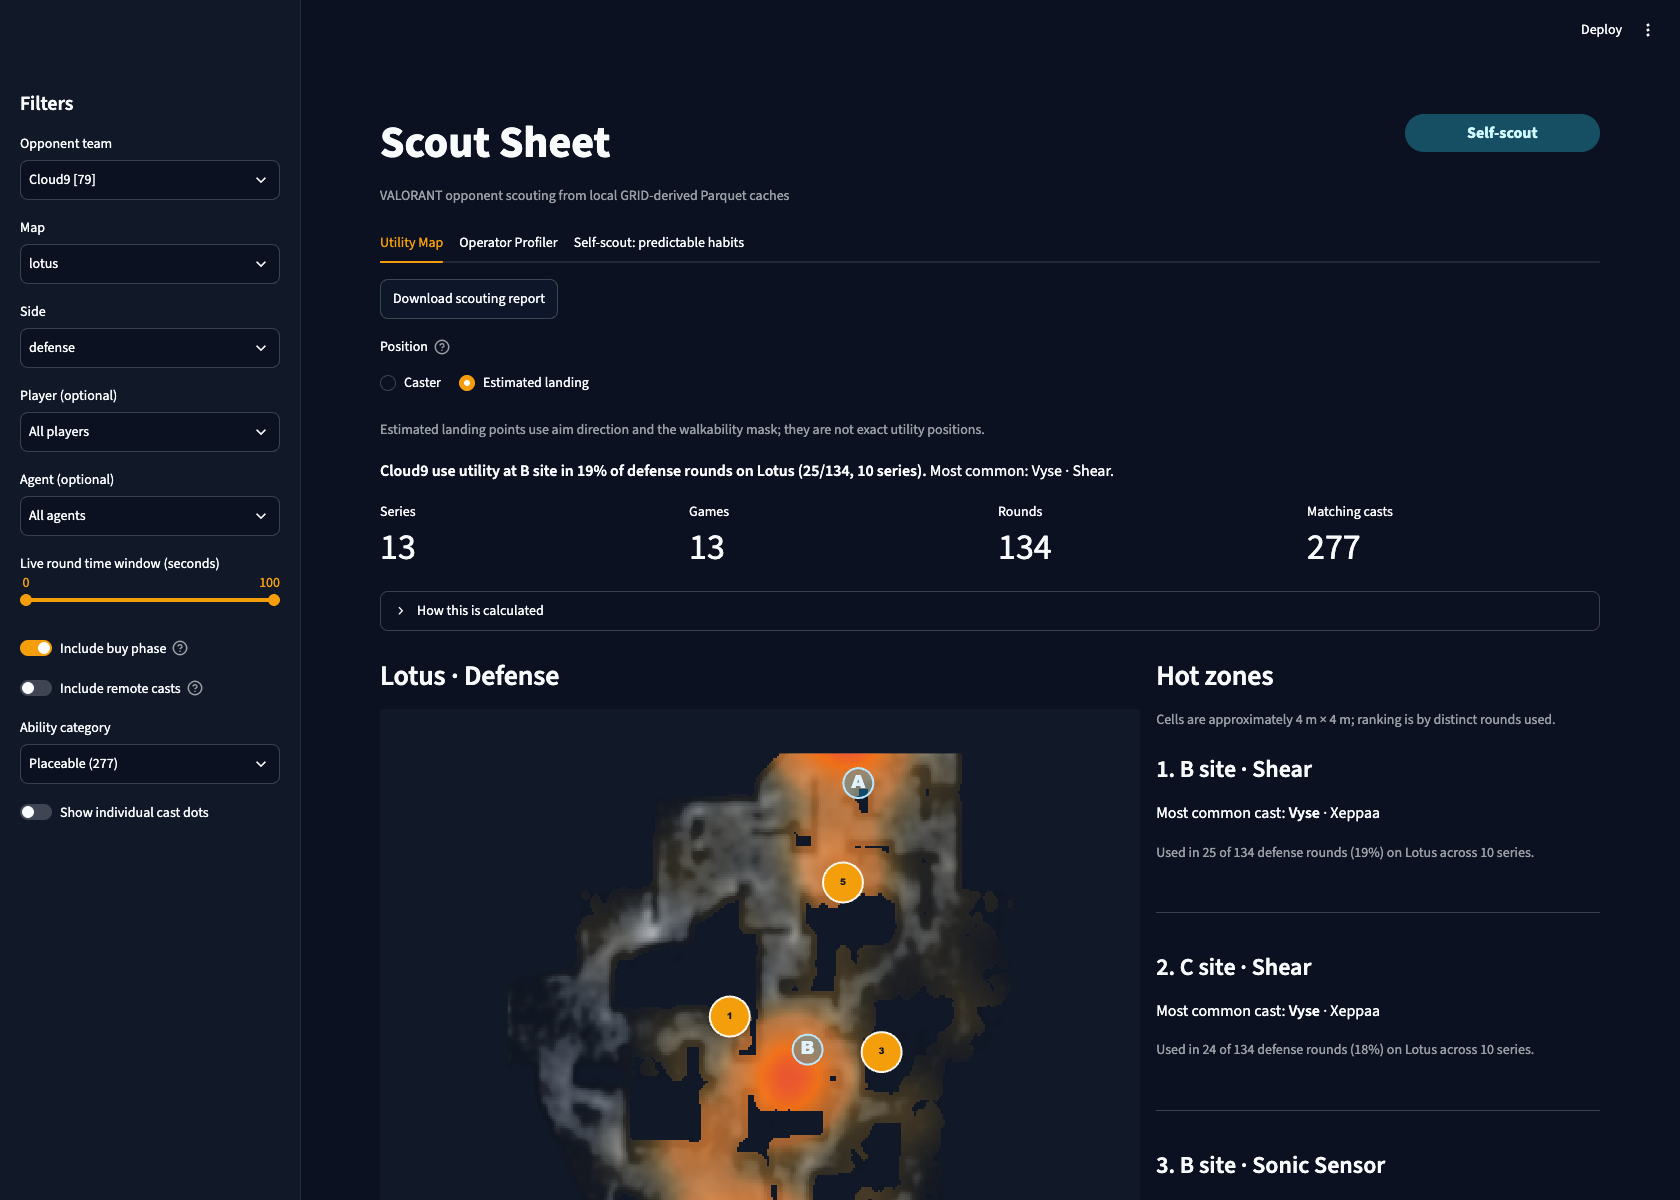 Deploy
Filters
Opponent team
Cloud9 [79]
Map
lotus
Side
defense
Player (optional)
All players
Agent (optional)
All agents
Live round time window (seconds)
0 100
Include buy phase ?
Include remote casts ?
Ability category
Placeable (277)
Show individual cast dots
Scout Sheet
Self-scout
VALORANT opponent scouting from local GRID-derived Parquet caches
Utility Map Operator Profiler Self-scout: predictable habits
Download scouting report
Position ?
Caster Estimated landing
Estimated landing points use aim direction and the walkability mask; they are not exact utility positions.
Cloud9 use utility at B site in 19% of defense rounds on Lotus (25/134, 10 series). Most common: Vyse · Shear.
Series Games Rounds Matching casts
13 13 134 277
How this is calculated
Lotus · Defense
A
5
1
B
3
Hot zones
Cells are approximately 4 m × 4 m; ranking is by distinct rounds used.
1. B site · Shear
Most common cast: Vyse · Xeppaa
Used in 25 of 134 defense rounds (19%) on Lotus across 10 series.
2. C site · Shear
Most common cast: Vyse · Xeppaa
Used in 24 of 134 defense rounds (18%) on Lotus across 10 series.
3. B site · Sonic Sensor